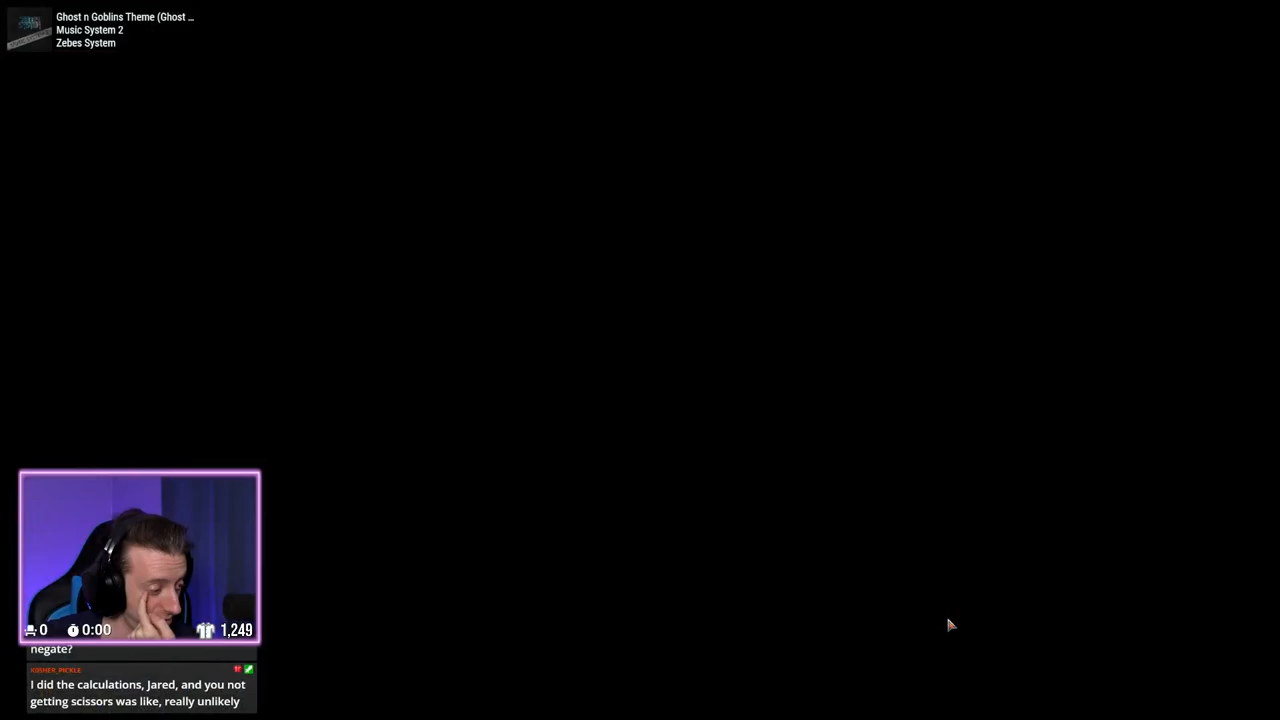 Ghost n Goblins Theme (Ghost ...
Music System 2
Zebes System
0
0:00
1,249
negate?
KOSHER_PICKLE
I did the calculations, Jared, and you not
getting scissors was like, really unlikely